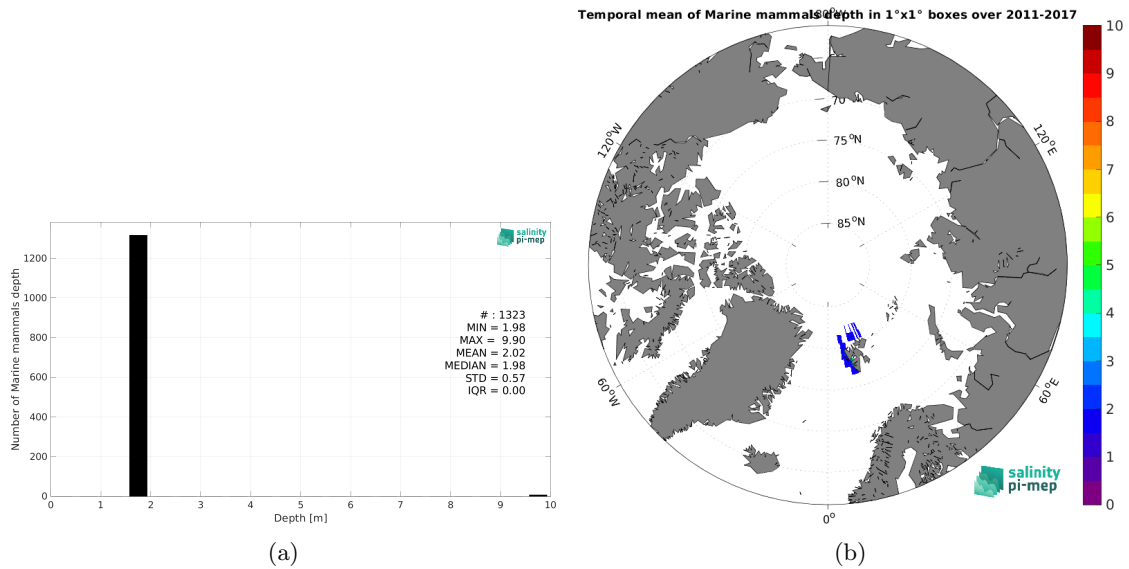 Number of Marine mammals depth
1200
1000
800
600
400
200
0
0 1 2 3 4 5 6 7 8 9 10
Depth [m]
salinity
pi-mep
# : 1323
MIN = 1.98
MAX = 9.90
MEAN = 2.02
MEDIAN = 1.98
STD = 0.57
IQR = 0.00
(a)
Temporal mean of Marine mammals depth in 1°x1° boxes over 2011-2017
180°W
120°W
120°E
60°W
60°E
0°
70
75°N
80°N
85°N
10
9
8
7
6
5
4
3
2
1
0
salinity
pi-mep
(b)